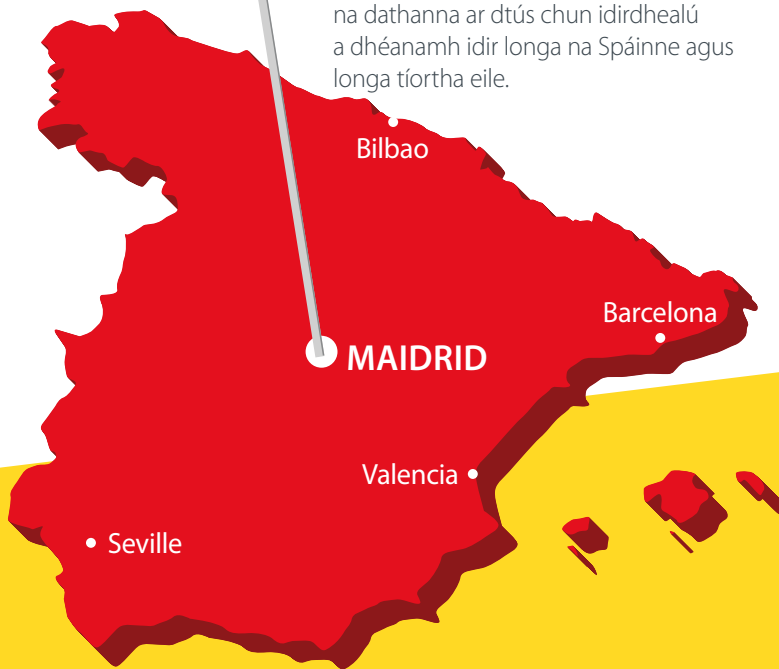 na dathanna ar dtús chun idirdhealú
a dhéanamh idir longa na Spáinne agus
longa tíortha eile.
Bilbao
Barcelona
MAIDRID
Valencia
Seville